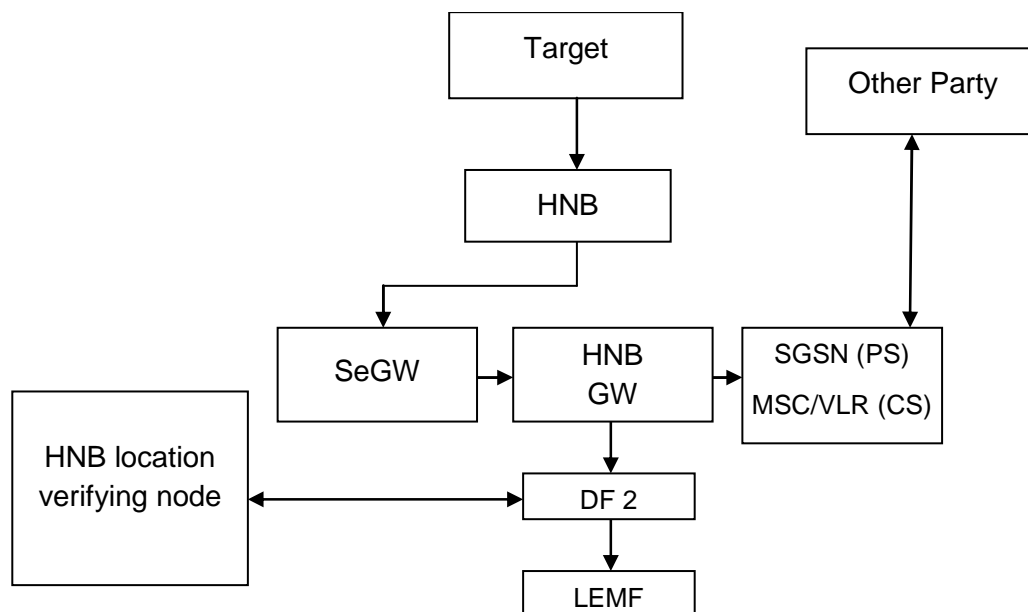 Target
Other Party
HNB
SeGW
HNB
GW
SGSN (PS)
MSC/VLR (CS)
HNB location
verifying node
DF 2
LEMF